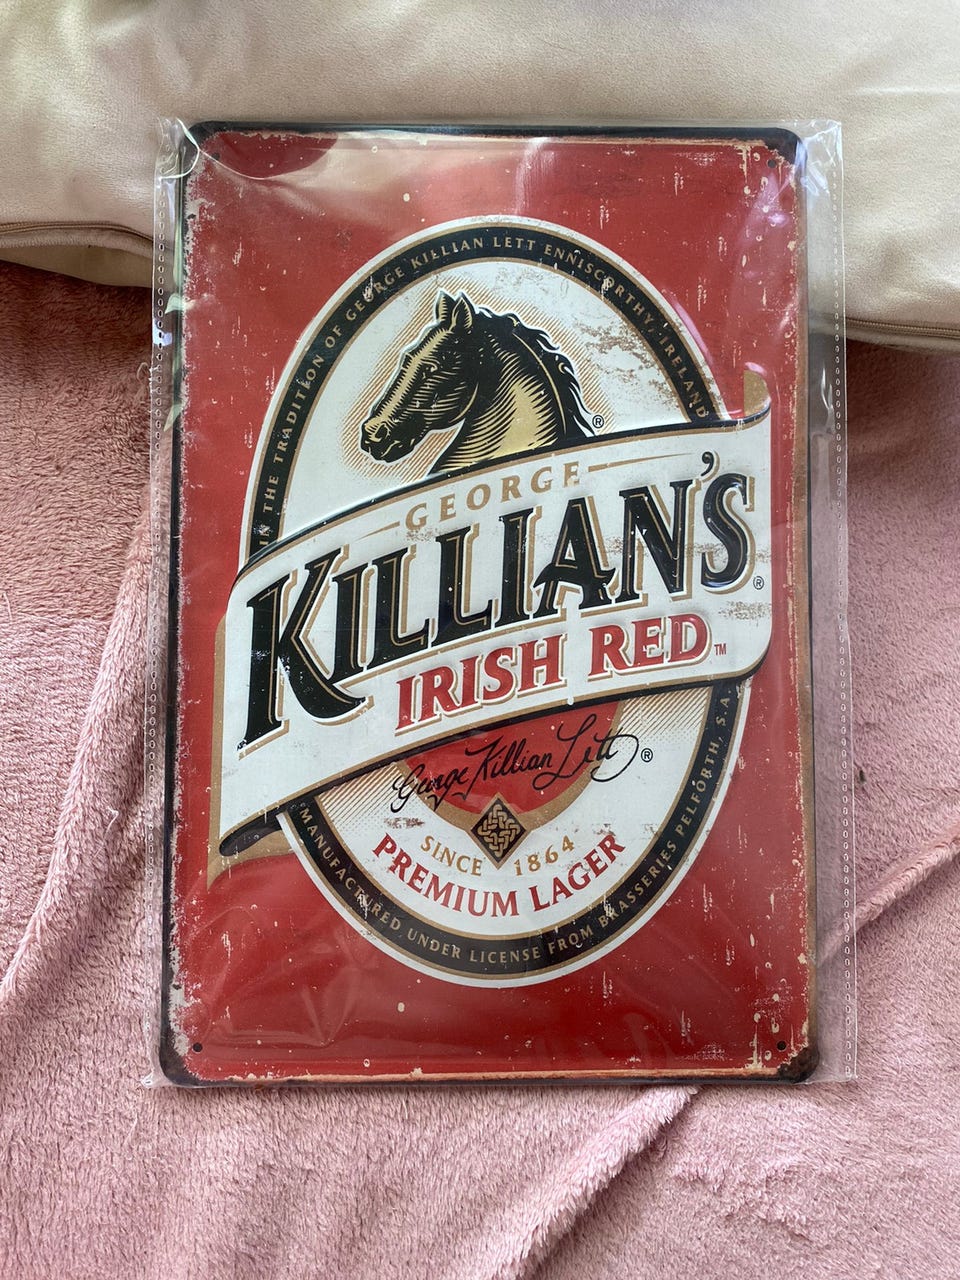 IN THE TRADITION OF GEORGE KILLIAN LETT ENNISCORTHY, IRELAND
®
GEORGE
KILLIAN'S®
IRISH RED™
George Killian Lett®
SINCE 1864
PREMIUM LAGER
MANUFACTURED UNDER LICENSE FROM BRASSERIES PELFORTH, S.A.